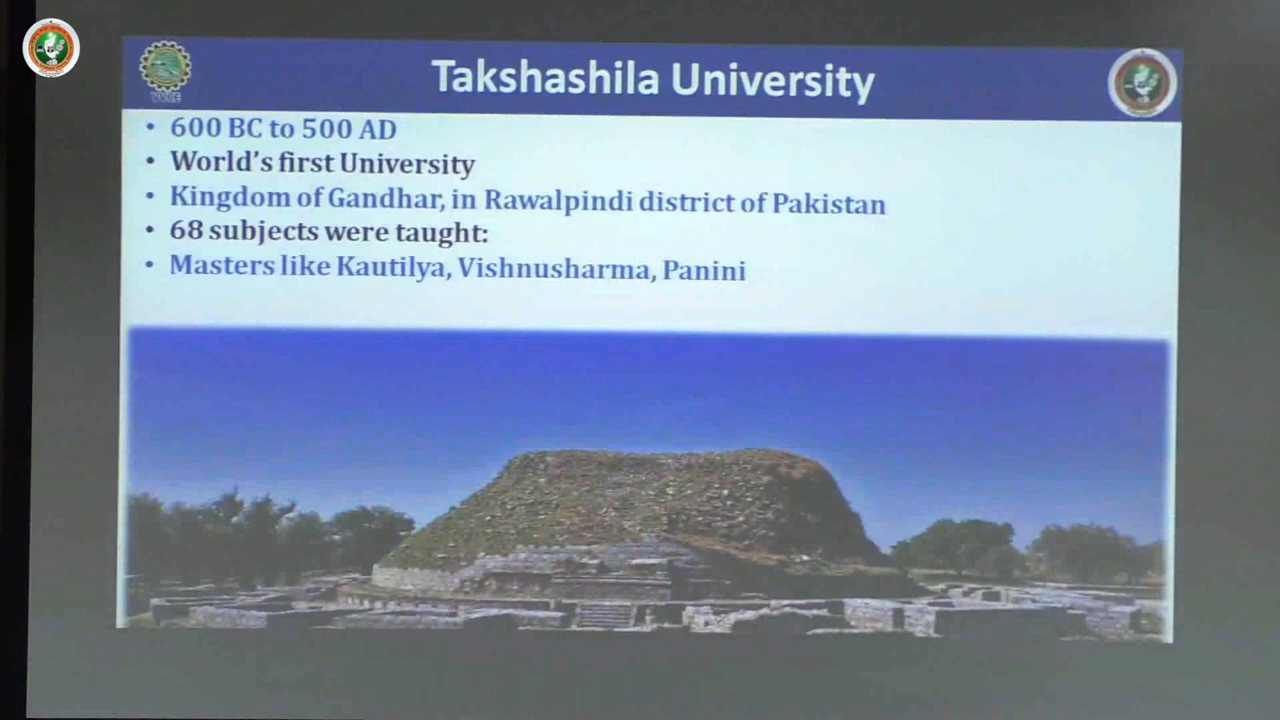 Takshashila University
VVCE
• 600 BC to 500 AD
• World's first University
• Kingdom of Gandhar, in Rawalpindi district of Pakistan
• 68 subjects were taught:
• Masters like Kautilya, Vishnusharma, Panini